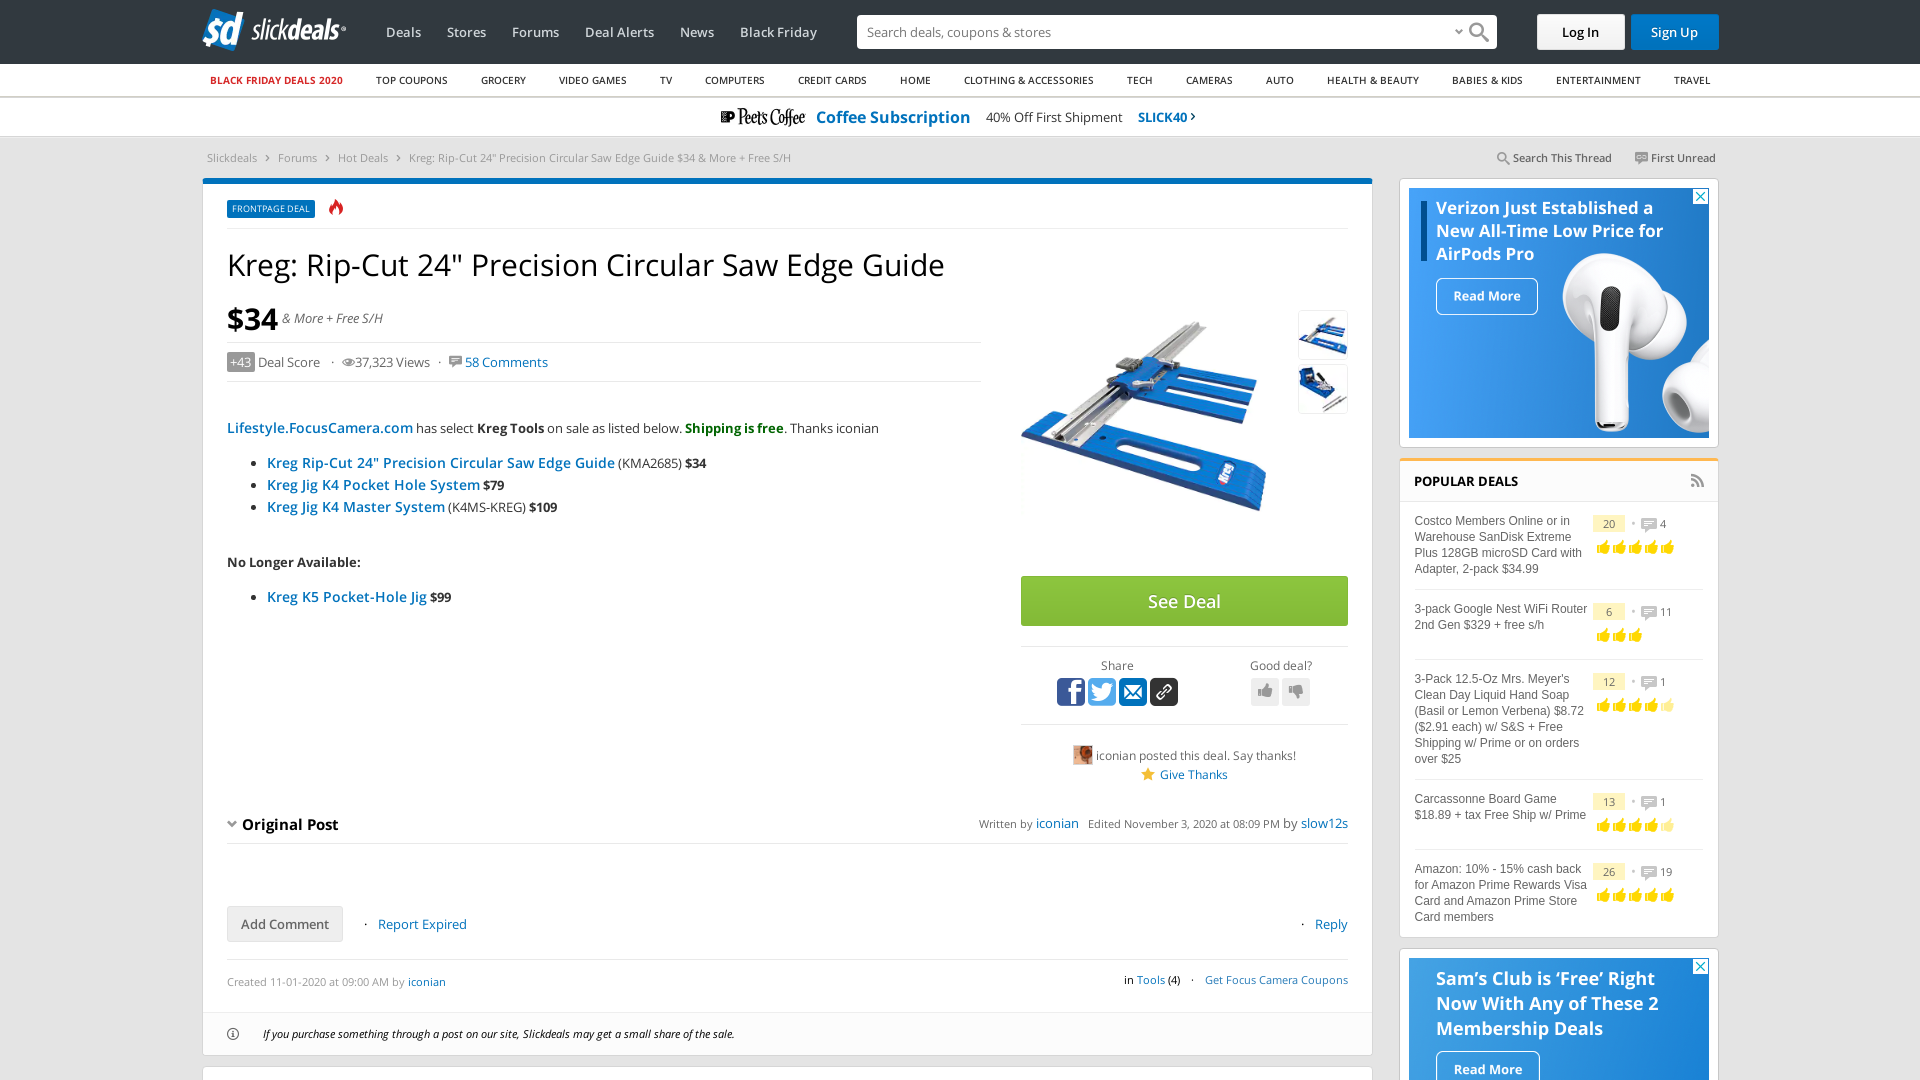 sd slickdeals
Deals Stores Forums Deal Alerts News Black Friday
Search deals, coupons & stores
Log In Sign Up
BLACK FRIDAY DEALS 2020 TOP COUPONS GROCERY VIDEO GAMES TV COMPUTERS CREDIT CARDS HOME CLOTHING & ACCESSORIES TECH CAMERAS AUTO HEALTH & BEAUTY BABIES & KIDS ENTERTAINMENT TRAVEL
Peet's Coffee Coffee Subscription 40% Off First Shipment SLICK40
Slickdeals Forums Hot Deals Kreg: Rip-Cut 24" Precision Circular Saw Edge Guide $34 & More + Free S/H
Search This Thread First Unread
FRONTPAGE DEAL
Kreg: Rip-Cut 24" Precision Circular Saw Edge Guide
$34 & More + Free S/H
+43 Deal Score · 37,323 Views · 58 Comments
Lifestyle.FocusCamera.com has select Kreg Tools on sale as listed below. Shipping is free. Thanks iconian
• Kreg Rip-Cut 24" Precision Circular Saw Edge Guide (KMA2685) $34
• Kreg Jig K4 Pocket Hole System $79
• Kreg Jig K4 Master System (K4MS-KREG) $109
No Longer Available:
• Kreg K5 Pocket-Hole Jig $99
Kreg
See Deal
Share
Good deal?
iconian posted this deal. Say thanks!
Give Thanks
Original Post
Written by iconian Edited November 3, 2020 at 08:09 PM by slow12s
Add Comment · Report Expired
· Reply
Created 11-01-2020 at 09:00 AM by iconian
in Tools (4) · Get Focus Camera Coupons
If you purchase something through a post on our site, Slickdeals may get a small share of the sale.
Verizon Just Established a
New All-Time Low Price for
AirPods Pro
Read More
POPULAR DEALS
Costco Members Online or in
Warehouse SanDisk Extreme
Plus 128GB microSD Card with
Adapter, 2-pack $34.99
20 • 4
3-pack Google Nest WiFi Router
2nd Gen $329 + free s/h
6 • 11
3-Pack 12.5-Oz Mrs. Meyer's
Clean Day Liquid Hand Soap
(Basil or Lemon Verbena) $8.72
($2.91 each) w/ S&S + Free
Shipping w/ Prime or on orders
over $25
12 • 1
Carcassonne Board Game
$18.89 + tax Free Ship w/ Prime
13 • 1
Amazon: 10% - 15% cash back
for Amazon Prime Rewards Visa
Card and Amazon Prime Store
Card members
26 • 19
Sam's Club is 'Free' Right
Now With Any of These 2
Membership Deals
Read More